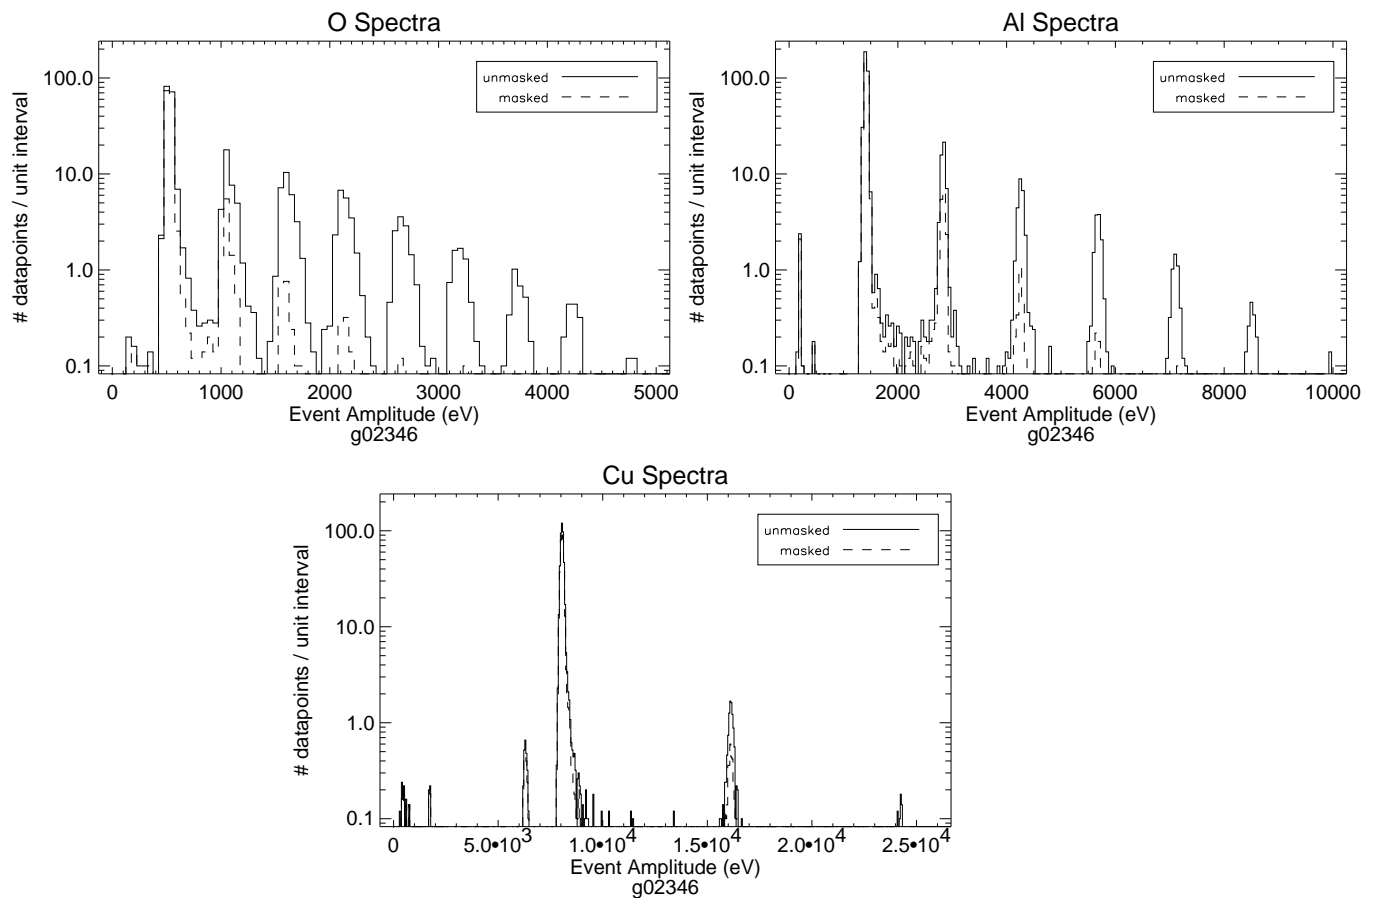 O Spectra
# datapoints / unit interval
100.0
10.0
1.0
0.1
unmasked
masked
0 1000 2000 3000 4000 5000
Event Amplitude (eV)
g02346
Al Spectra
# datapoints / unit interval
100.0
10.0
1.0
0.1
unmasked
masked
0 2000 4000 6000 8000 10000
Event Amplitude (eV)
g02346
Cu Spectra
# datapoints / unit interval
100.0
10.0
1.0
0.1
unmasked
masked
0 5.0•10³ 1.0•10⁴ 1.5•10⁴ 2.0•10⁴ 2.5•10⁴
Event Amplitude (eV)
g02346